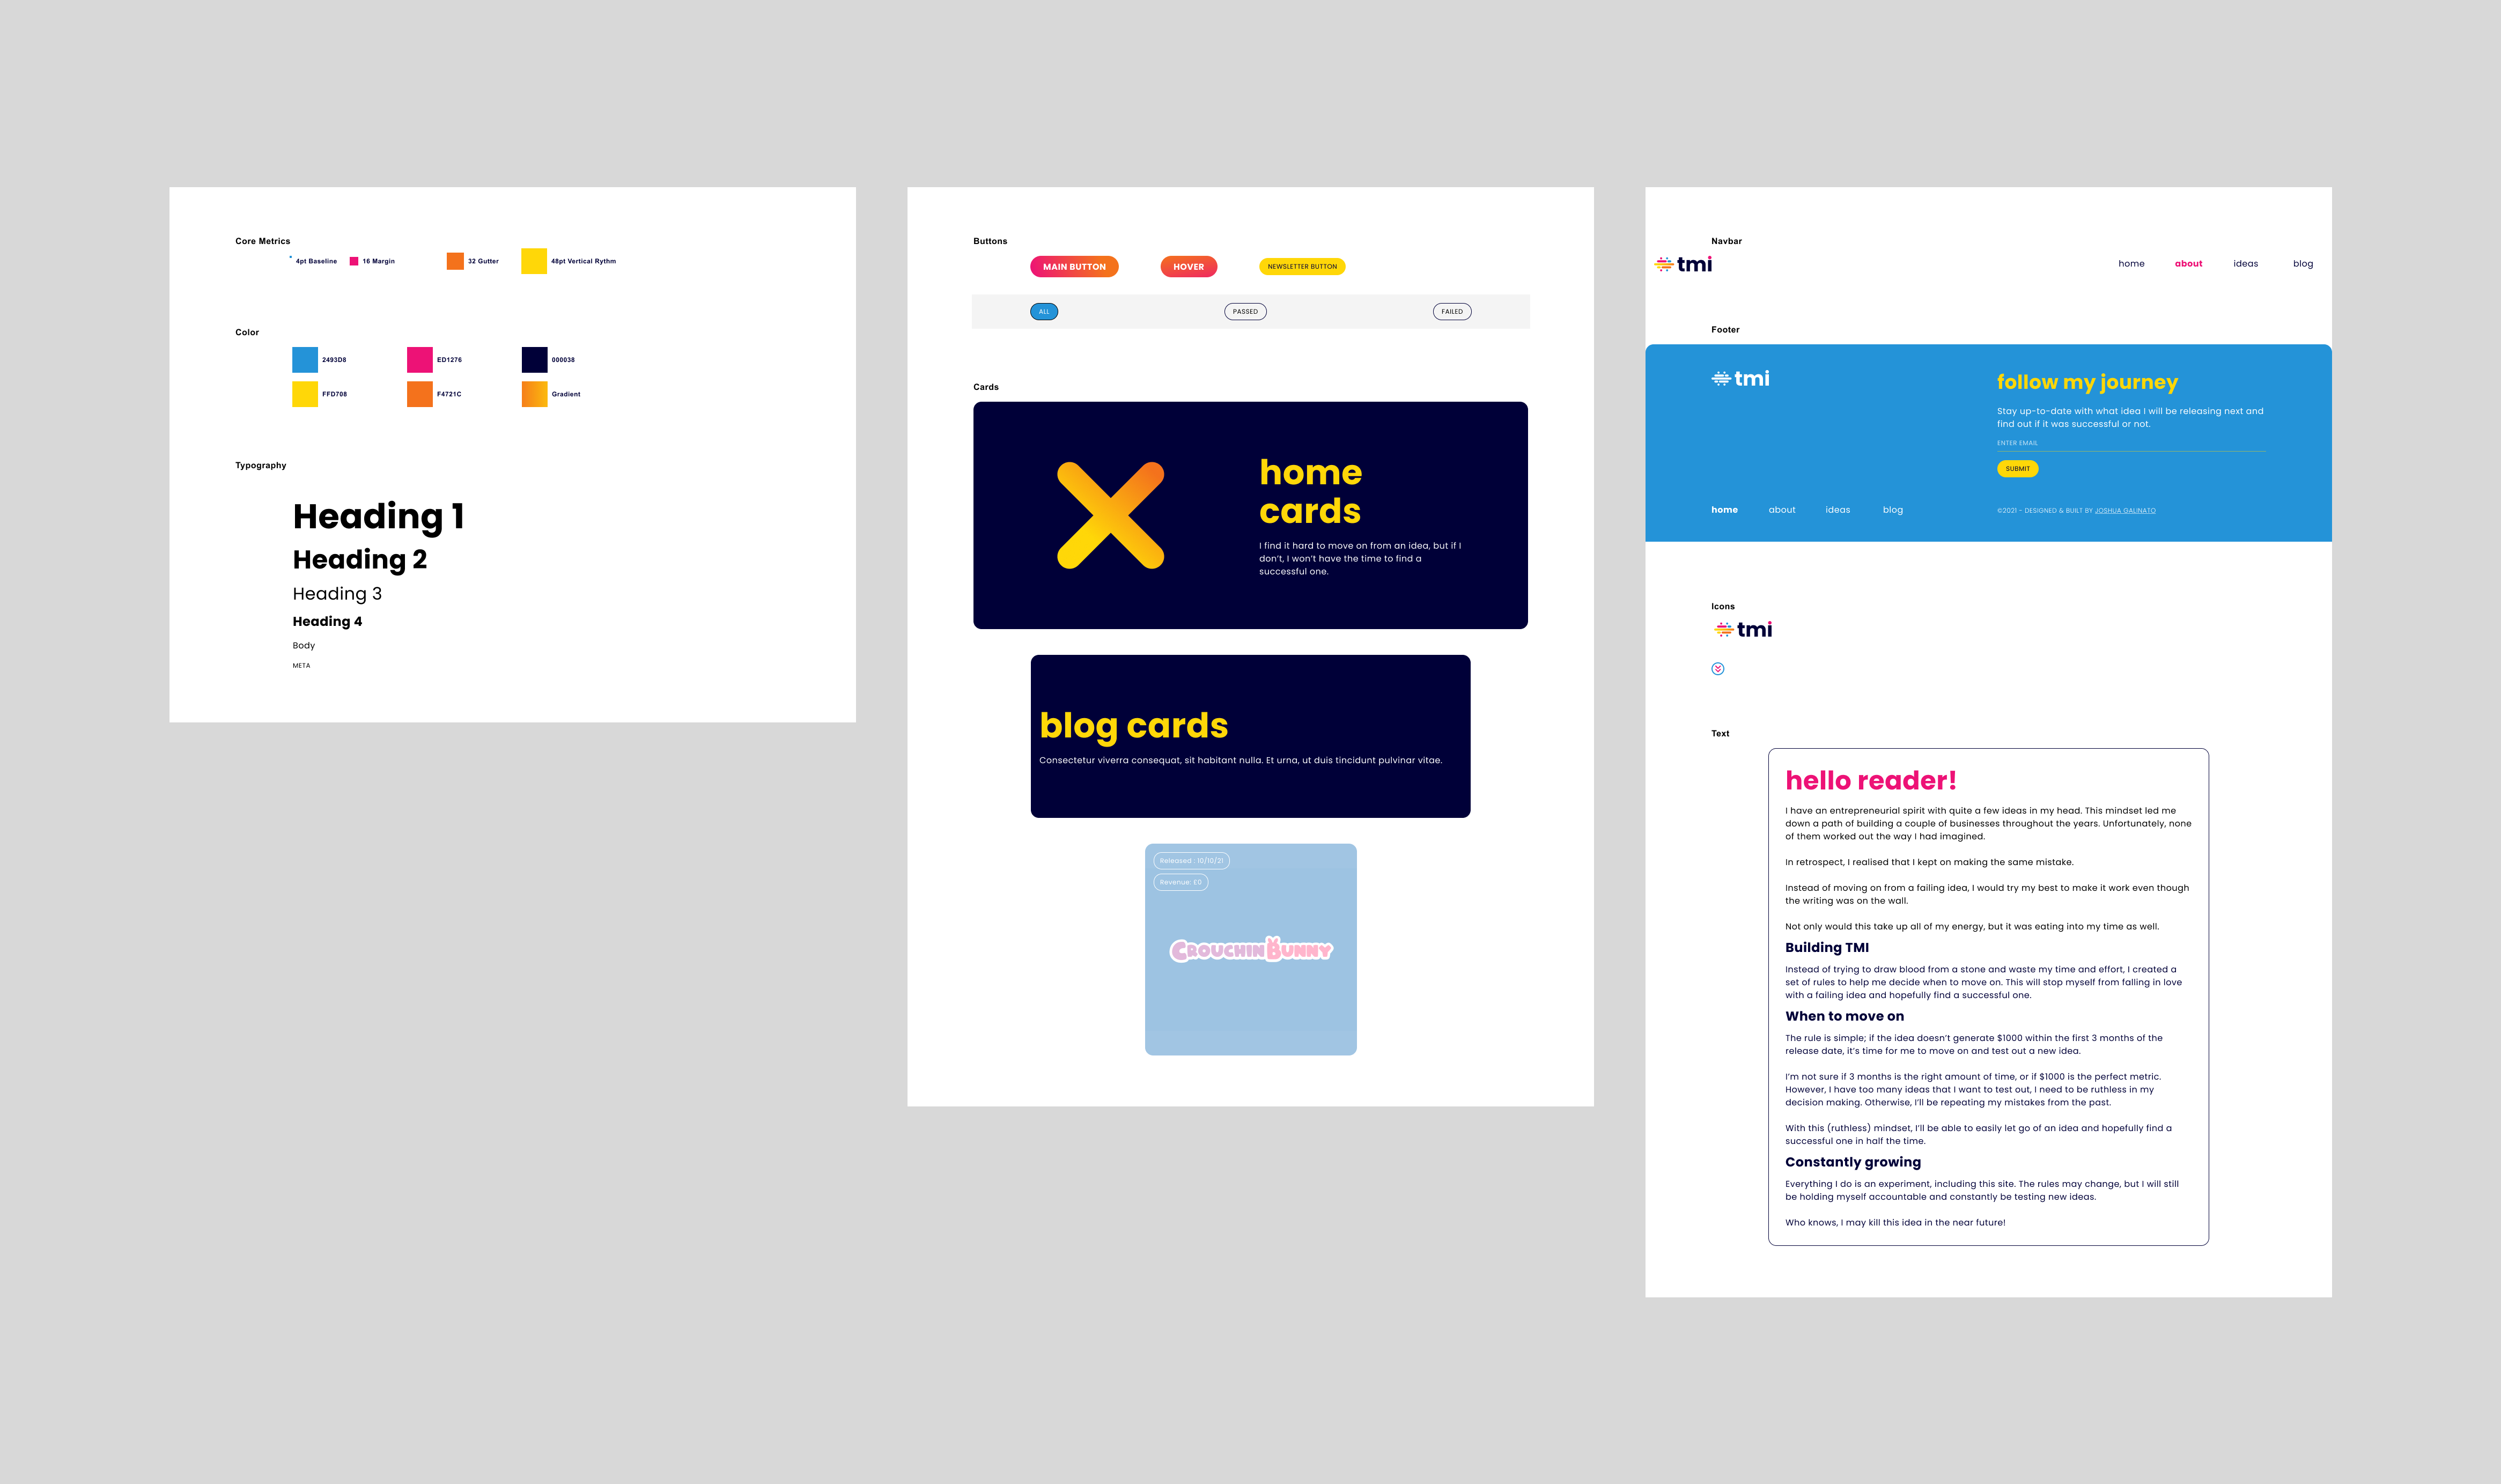 Core Metrics
4pt Baseline
16 Margin
32 Gutter
48pt Vertical Rythm
Color
2493D8
ED1276
000038
FFD708
F4721C
Gradient
Typography
Heading 1
Heading 2
Heading 3
Heading 4
Body
META
Buttons
MAIN BUTTON
HOVER
NEWSLETTER BUTTON
ALL
PASSED
FAILED
Cards
home
cards
I find it hard to move on from an idea, but if I
don't, I won't have the time to find a
successful one.
blog cards
Consectetur viverra consequat, sit habitant nulla. Et urna, ut duis tincidunt pulvinar vitae.
Released : 10/10/21
Revenue: £0
CROUCHINBUNNY
Navbar
tmi
home
about
ideas
blog
Footer
tmi
follow my journey
Stay up-to-date with what idea I will be releasing next and
find out if it was successful or not.
ENTER EMAIL
SUBMIT
home
about
ideas
blog
©2021 - DESIGNED & BUILT BY JOSHUA GALINATO
Icons
tmi
Text
hello reader!
I have an entrepreneurial spirit with quite a few ideas in my head. This mindset led me
down a path of building a couple of businesses throughout the years. Unfortunately, none
of them worked out the way I had imagined.
In retrospect, I realised that I kept on making the same mistake.
Instead of moving on from a failing idea, I would try my best to make it work even though
the writing was on the wall.
Not only would this take up all of my energy, but it was eating into my time as well.
Building TMI
Instead of trying to draw blood from a stone and waste my time and effort, I created a
set of rules to help me decide when to move on. This will stop myself from falling in love
with a failing idea and hopefully find a successful one.
When to move on
The rule is simple; if the idea doesn't generate $1000 within the first 3 months of the
release date, it's time for me to move on and test out a new idea.
I'm not sure if 3 months is the right amount of time, or if $1000 is the perfect metric.
However, I have too many ideas that I want to test out, I need to be ruthless in my
decision making. Otherwise, I'll be repeating my mistakes from the past.
With this (ruthless) mindset, I'll be able to easily let go of an idea and hopefully find a
successful one in half the time.
Constantly growing
Everything I do is an experiment, including this site. The rules may change, but I will still
be holding myself accountable and constantly be testing new ideas.
Who knows, I may kill this idea in the near future!